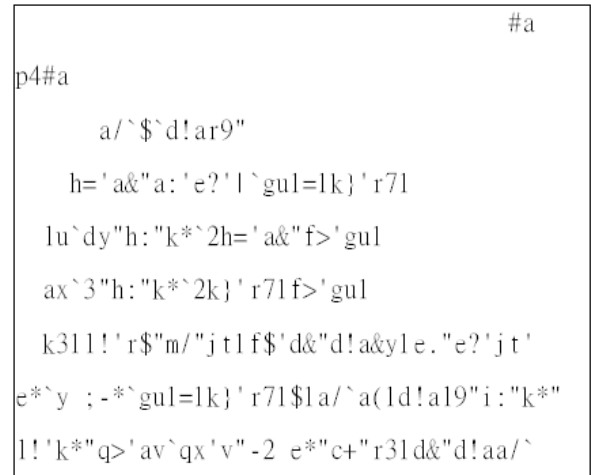 #a
p4#a
a/`$`d!ar9"
h='a&"a:'e?'l`gul=lk}'r7l
lu`dy"h:"k*`2h='a&"f>'gul
ax`3"h:"k*`2k}'r7lf>'gul
k3ll!'r$"m/"jtlf$'d&"d!a&yle."e?'jt'
e*`y ;-*`gul=lk}'r7l$la/`a(ld!al9"i:"k*"
l!'k*"q>'av`qx'v"-2 e*"c+"r3ld&"d!aa/`